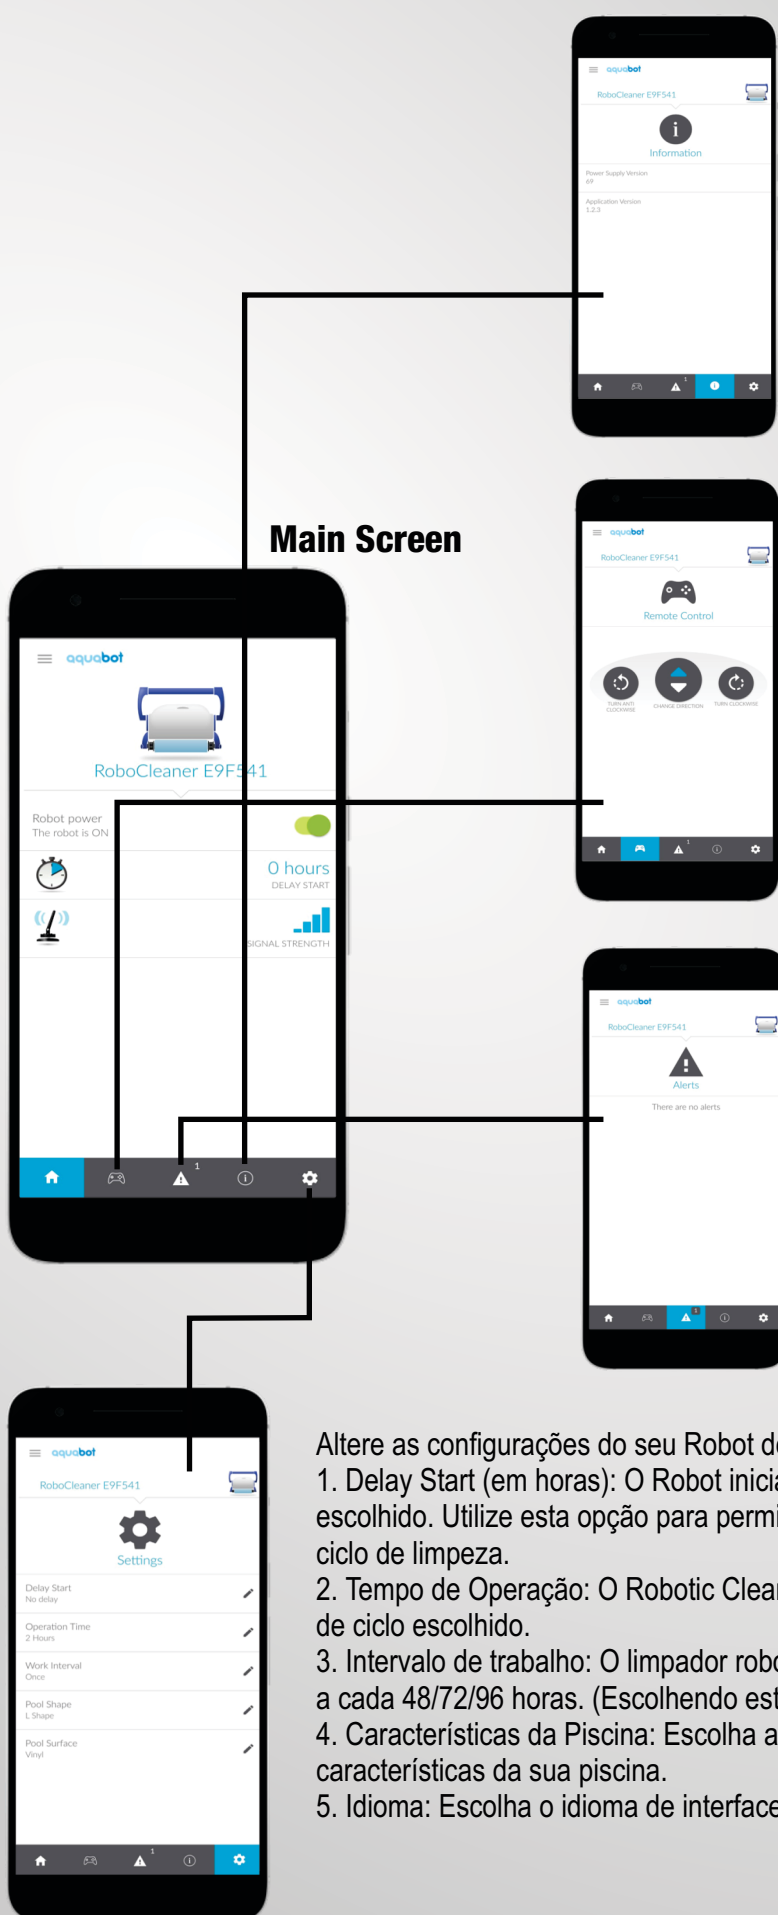 aquabot
RoboCleaner E9F541
Information
Power Supply Version
69
Application Version
1.2.3
1
Main Screen
aquabot
RoboCleaner E9F541
Remote Control
TURN ANTI
CLOCKWISE
CHANGE DIRECTION
TURN CLOCKWISE
1
aquabot
RoboCleaner E9F541
Robot power
The robot is ON
0 hours
DELAY START
SIGNAL STRENGTH
1
aquabot
RoboCleaner E9F541
Alerts
There are no alerts
1
aquabot
RoboCleaner E9F541
Settings
Delay Start
No delay
Operation Time
2 Hours
Work Interval
Once
Pool Shape
L Shape
Pool Surface
Vinyl
1
Altere as configurações do seu Robot
1. Delay Start (em horas): O Robot inicia
escolhido. Utilize esta opção para permi
ciclo de limpeza.
2. Tempo de Operação: O Robotic Clea
de ciclo escolhido.
3. Intervalo de trabalho: O limpador robo
a cada 48/72/96 horas. (Escolhendo est
4. Características da Piscina: Escolha a
características da sua piscina.
5. Idioma: Escolha o idioma de interface